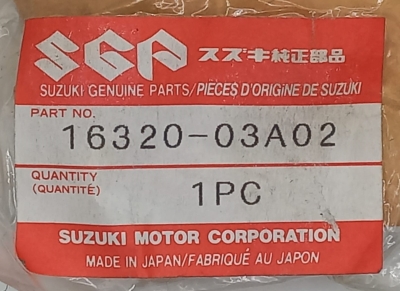 SGP スズキ純正部品
SUZUKI GENUINE PARTS/PIECES D'ORIGINE DE SUZUKI
PART NO.
16320-03A02
QUANTITY
(QUANTITÉ)
1PC
SUZUKI MOTOR CORPORATION
MADE IN JAPAN/FABRIQUÉ AU JAPON